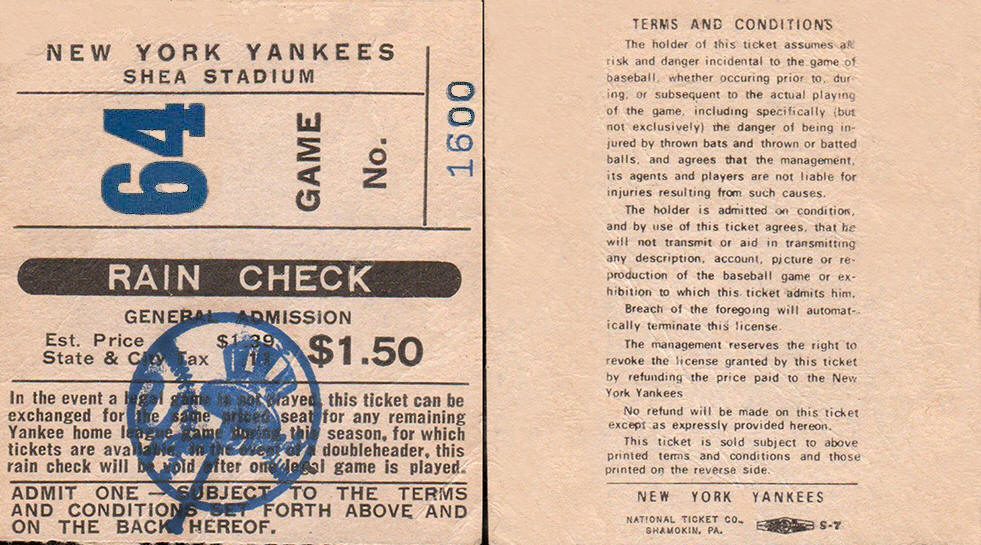 NEW YORK YANKEES
SHEA STADIUM
64
GAME
No.
1600
RAIN CHECK
GENERAL ADMISSION
Est. Price $1.39
State & City Tax 11
$1.50
In the event a legal game is not played, this ticket can be
exchanged for the same priced seat for any remaining
Yankee home league game during this season, for which
tickets are available. In the event of a doubleheader, this
rain check will be void after one legal game is played.
ADMIT ONE — SUBJECT TO THE TERMS
AND CONDITIONS SET FORTH ABOVE AND
ON THE BACK HEREOF.
TERMS AND CONDITIONS
The holder of this ticket assumes all
risk and danger incidental to the game of
baseball, whether occuring prior to, dur-
ing, or subsequent to the actual playing
of the game, including specifically (but
not exclusively) the danger of being in-
jured by thrown bats and thrown or batted
balls, and agrees that the management,
its agents and players are not liable for
injuries resulting from such causes.
The holder is admitted on condition,
and by use of this ticket agrees, that he
will not transmit or aid in transmitting
any description, account, picture or re-
production of the baseball game or ex-
hibition to which this ticket admits him.
Breach of the foregoing will automat-
ically terminate this license.
The management reserves the right to
revoke the license granted by this ticket
by refunding the price paid to the New
York Yankees
No refund will be made on this ticket
except as expressly provided hereon.
This ticket is sold subject to above
printed terms and conditions and those
printed on the reverse side.
NEW YORK YANKEES
NATIONAL TICKET CO.,
SHAMOKIN, PA.
S-7